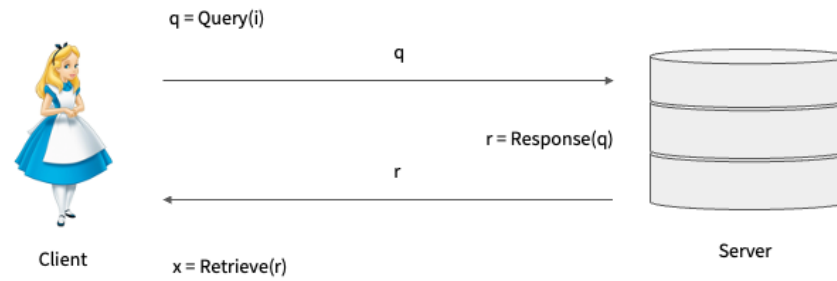 q = Query(i)
q
r = Response(q)
r
Client
Server
x = Retrieve(r)